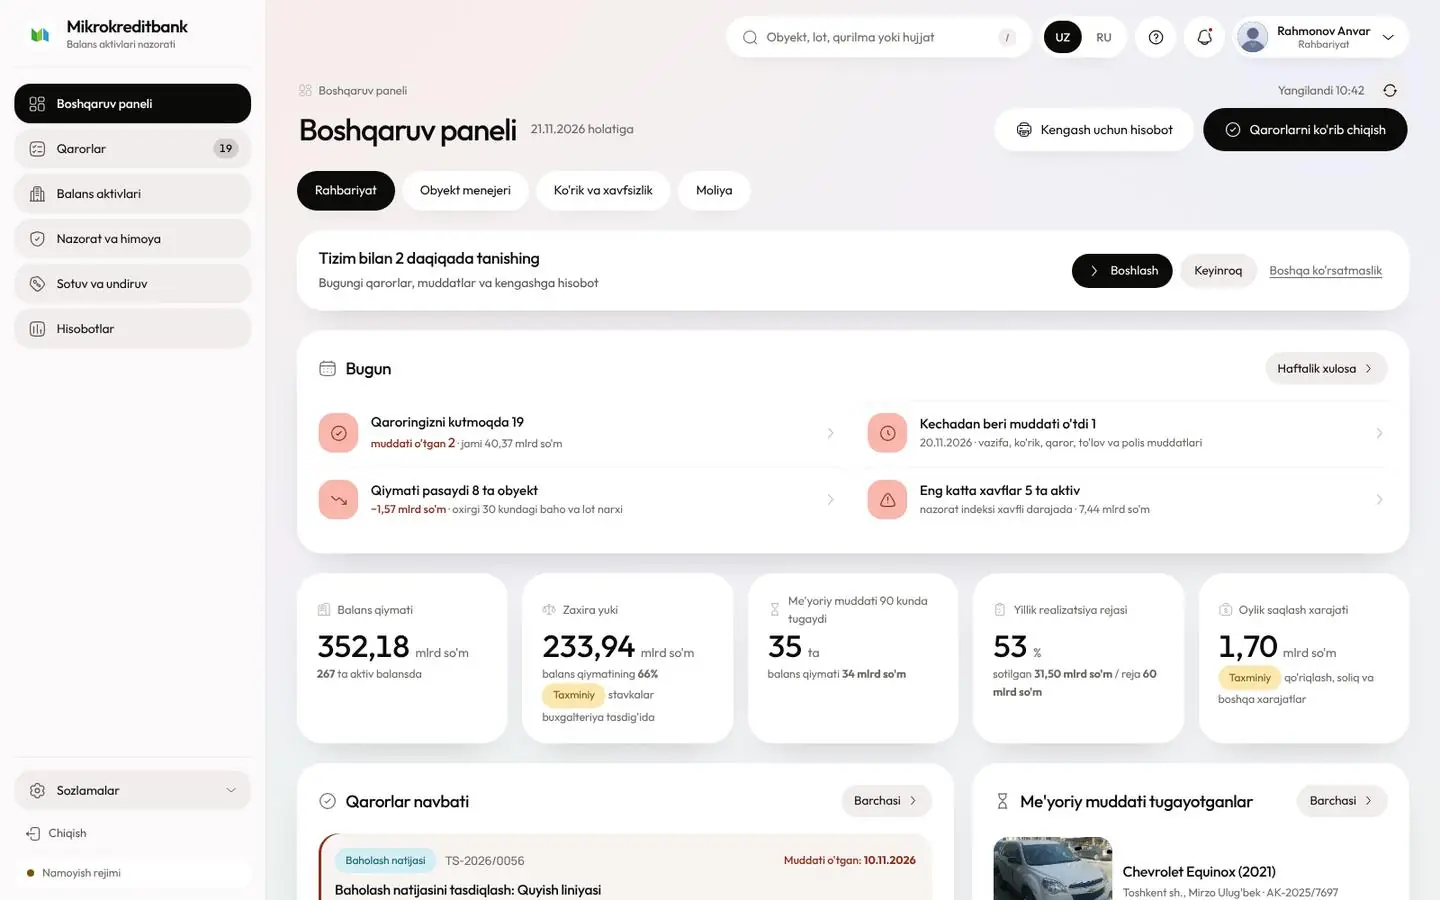 Mikrokreditbank
Balans aktivlari nazorati
Obyekt, lot, qurilma yoki hujjat
/
UZ
RU
Rahmonov Anvar
Rahbariyat
Boshqaruv paneli
Qarorlar
19
Balans aktivlari
Nazorat va himoya
Sotuv va undiruv
Hisobotlar
Sozlamalar
Chiqish
Namoyish rejimi
Boshqaruv paneli
Yangilandi 10:42
Boshqaruv paneli
21.11.2026 holatiga
Kengash uchun hisobot
Qarorlarni ko'rib chiqish
Rahbariyat
Obyekt menejeri
Ko'rik va xavfsizlik
Moliya
Tizim bilan 2 daqiqada tanishing
Bugungi qarorlar, muddatlar va kengashga hisobot
Boshlash
Keyinroq
Boshqa ko'rsatmaslik
Bugun
Haftalik xulosa
Qaroringizni kutmoqda 19
muddati o'tgan 2 · jami 40,37 mlrd so'm
Kechadan beri muddati o'tdi 1
20.11.2026 · vazifa, ko'rik, qaror, to'lov va polis muddatlari
Qiymati pasaydi 8 ta obyekt
−1,57 mlrd so'm · oxirgi 30 kundagi baho va lot narxi
Eng katta xavflar 5 ta aktiv
nazorat indeksi xavfli darajada · 7,44 mlrd so'm
Balans qiymati
352,18 mlrd so'm
267 ta aktiv balansda
Zaxira yuki
233,94 mlrd so'm
balans qiymatining 66%
Taxminiy stavkalar
buxgalteriya tasdig'ida
Me'yoriy muddati 90 kunda
tugaydi
35 ta
balans qiymati 34 mlrd so'm
Yillik realizatsiya rejasi
53 %
sotilgan 31,50 mlrd so'm / reja 60
mlrd so'm
Oylik saqlash xarajati
1,70 mlrd so'm
Taxminiy qo'riqlash, soliq va
boshqa xarajatlar
Qarorlar navbati
Barchasi
Baholash natijasi
TS-2026/0056
Muddati o'tgan: 10.11.2026
Baholash natijasini tasdiqlash: Quyish liniyasi
Me'yoriy muddati tugayotganlar
Barchasi
Chevrolet Equinox (2021)
Toshkent sh., Mirzo Ulug'bek · AK-2025/7697